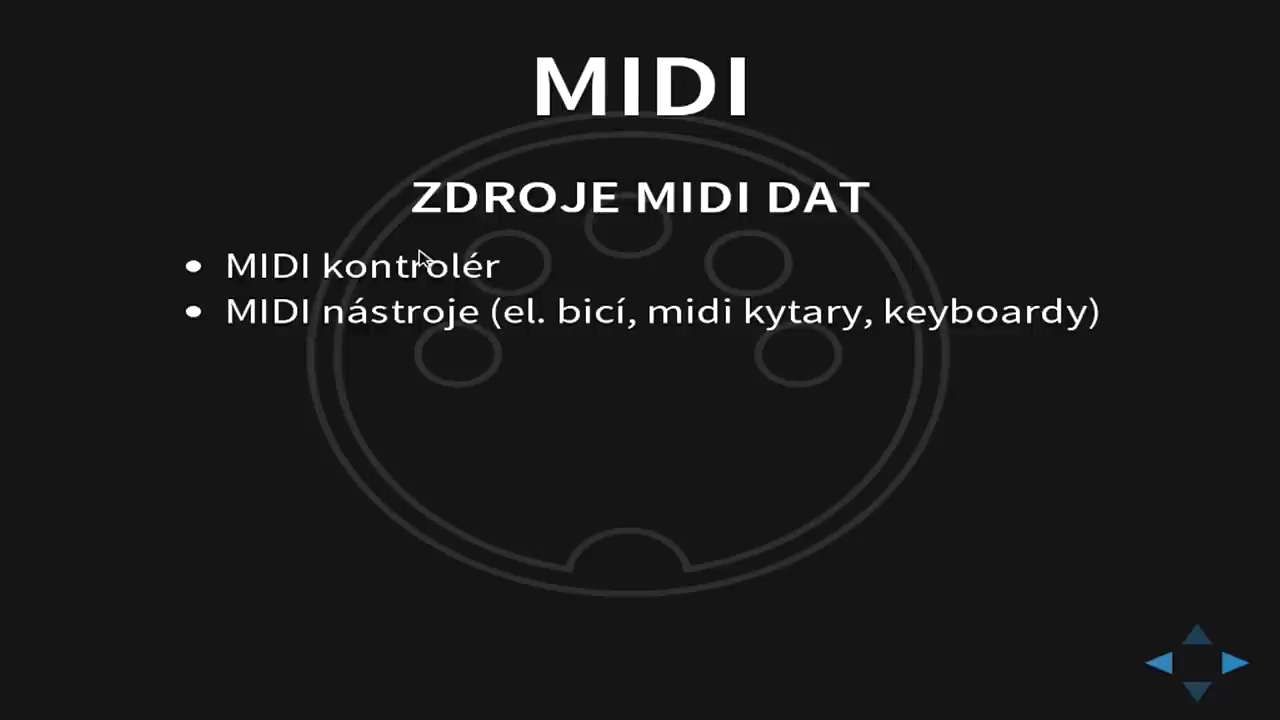 MIDI
ZDROJE MIDI DAT
• MIDI kontrolér
• MIDI nástroje (el. bicí, midi kytary, keyboardy)